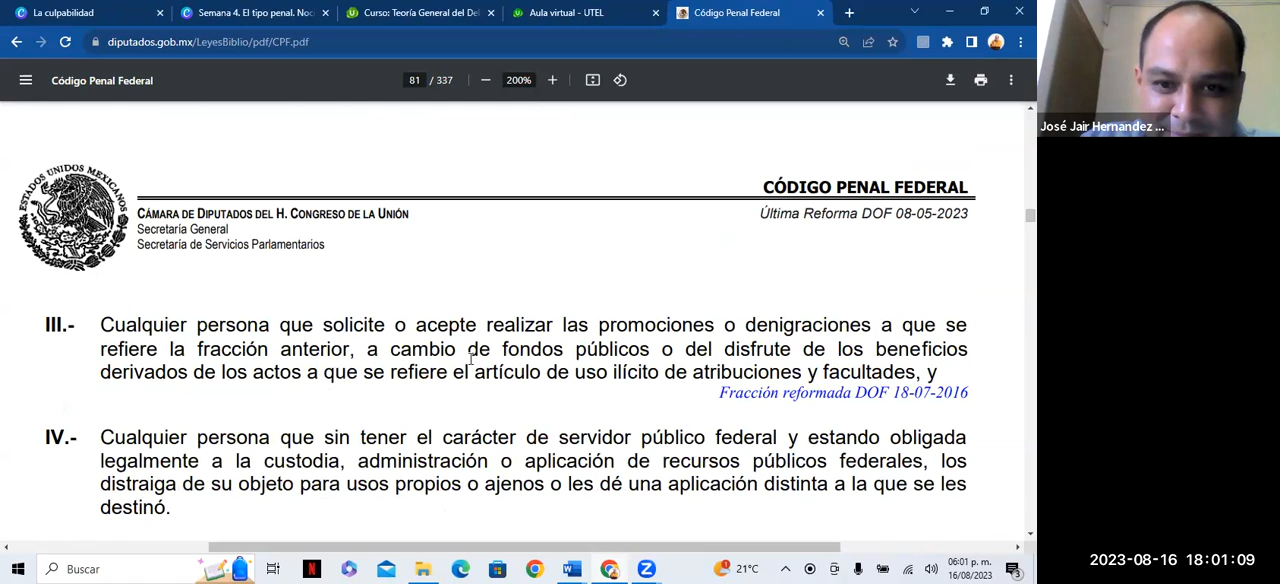 La culpabilidad
Semana 4. El tipo penal. Noc
Curso: Teoría General del De
Aula virtual - UTEL
Código Penal Federal
diputados.gob.mx/LeyesBiblio/pdf/CPF.pdf
Código Penal Federal
81 / 337
200%
José Jair Hernandez ...
ESTADOS UNIDOS MEXICANOS
CÓDIGO PENAL FEDERAL
CÁMARA DE DIPUTADOS DEL H. CONGRESO DE LA UNIÓN
Última Reforma DOF 08-05-2023
Secretaría General
Secretaría de Servicios Parlamentarios
III.- Cualquier persona que solicite o acepte realizar las promociones o denigraciones a que se
refiere la fracción anterior, a cambio de fondos públicos o del disfrute de los beneficios
derivados de los actos a que se refiere el artículo de uso ilícito de atribuciones y facultades, y
Fracción reformada DOF 18-07-2016
IV.- Cualquier persona que sin tener el carácter de servidor público federal y estando obligada
legalmente a la custodia, administración o aplicación de recursos públicos federales, los
distraiga de su objeto para usos propios o ajenos o les dé una aplicación distinta a la que se les
destinó.
Buscar
21°C
06:01 p. m.
16/08/2023
3
2023-08-16 18:01:09